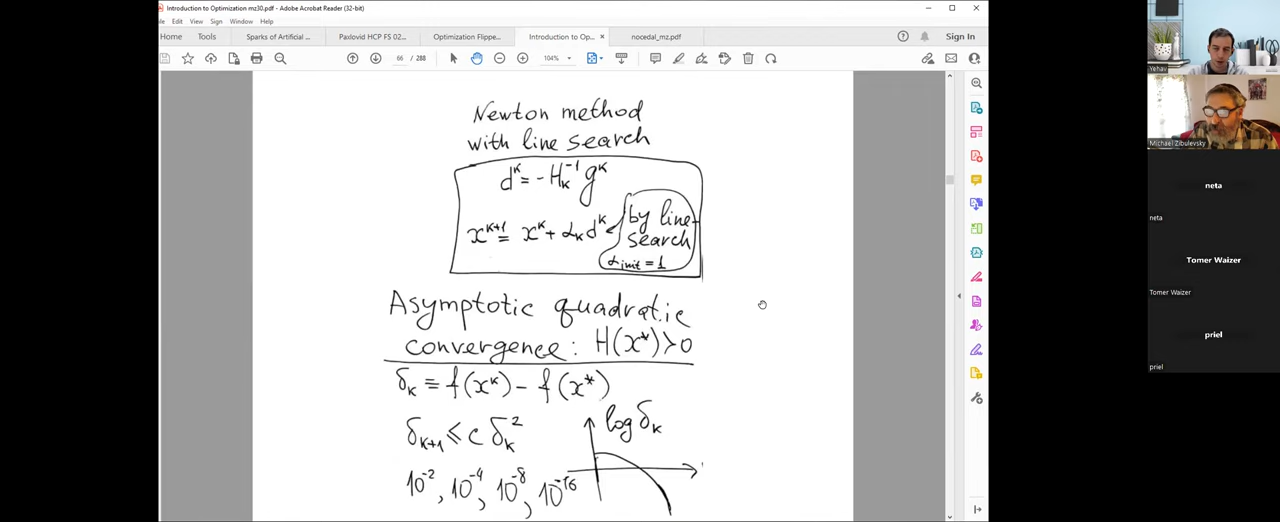 Introduction to Optimization mz30.pdf - Adobe Acrobat Reader (32-bit)
Edit View Sign Window Help
Home Tools Sparks of Artificial ... Paxlovid HCP FS 02... Optimization Flippe... Introduction to Op... × nocedal_mz.pdf Sign In
66 / 288 104%
Newton method
with line search
d^k = -H_k^{-1} g^k
x^{k+1} = x^k + α_k d^k
by line-
search
α_init = 1
Asymptotic quadratic
convergence: H(x*)>0
δ_k ≡ f(x^k) - f(x*)
δ_{k+1} ≤ c δ_k^2
log δ_k
10^{-2}, 10^{-4}, 10^{-8}, 10^{-16}
Yehav
Michael Zibulevsky
neta
neta
Tomer Waizer
Tomer Waizer
priel
priel